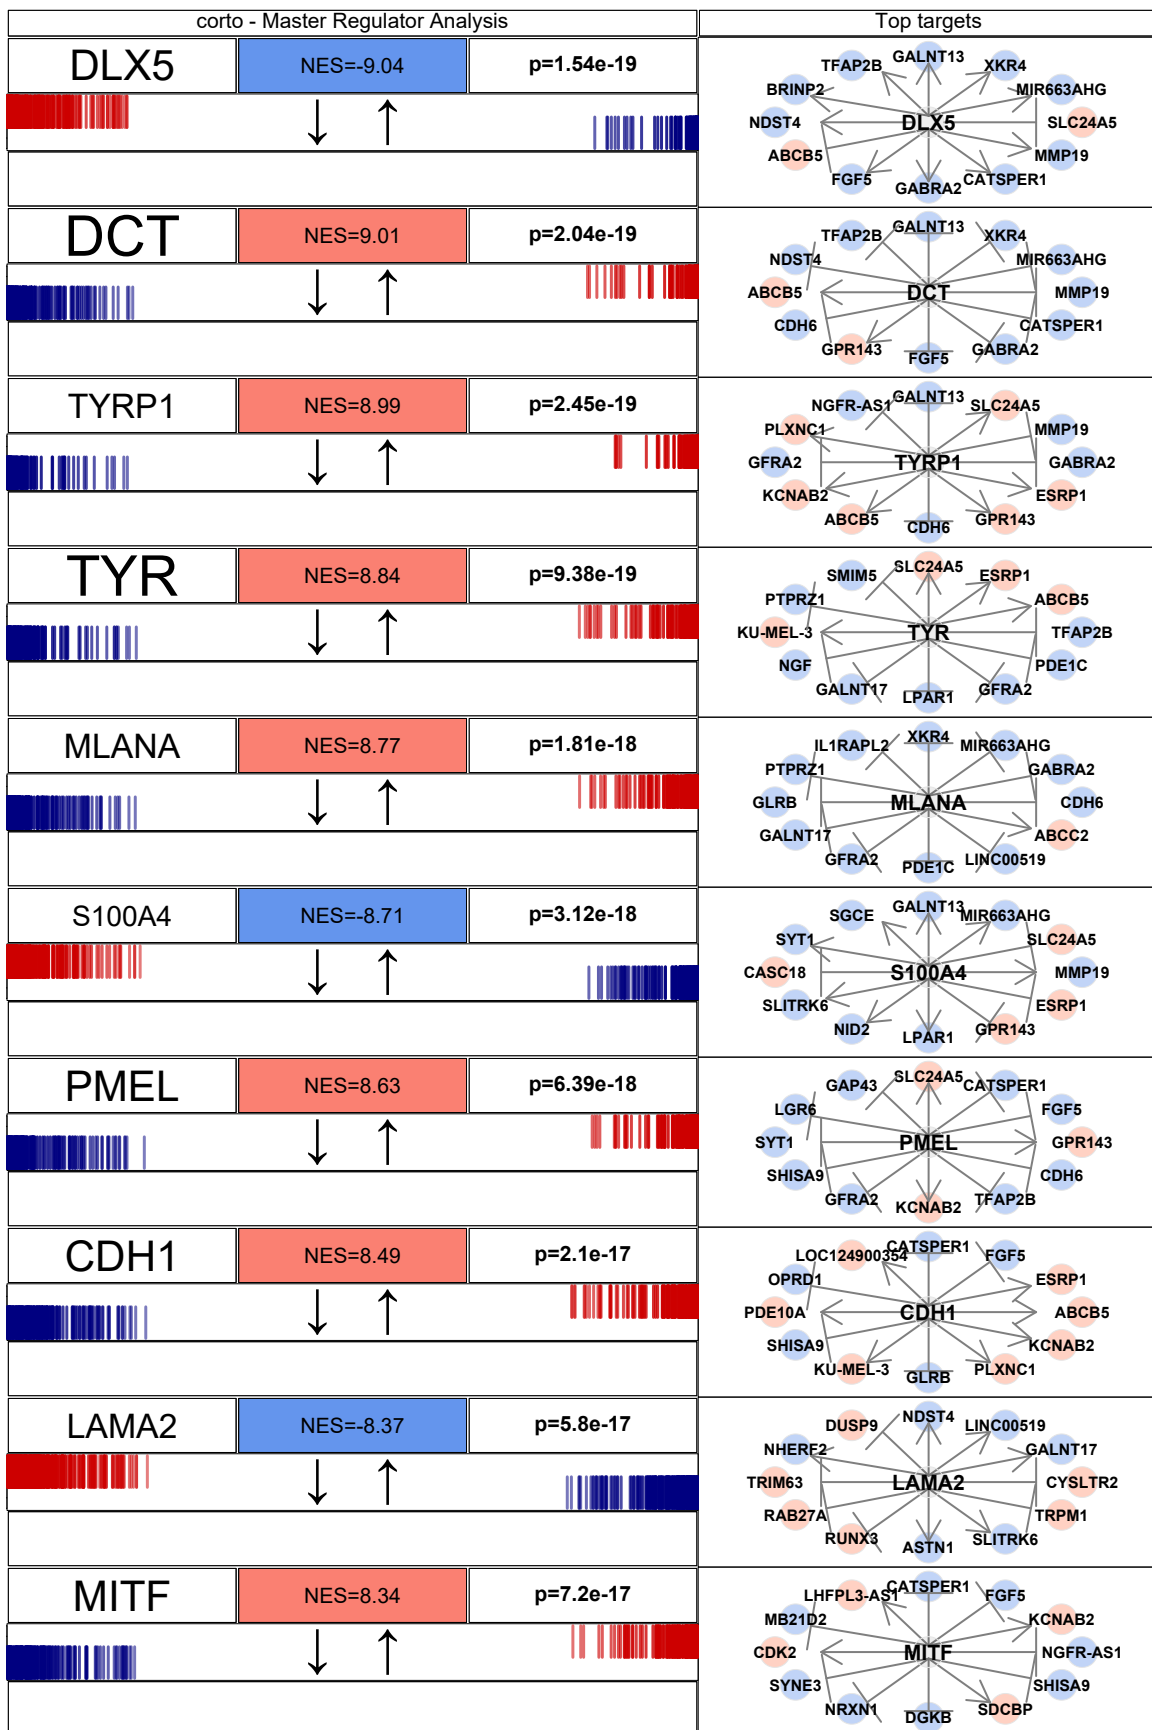 corto - Master Regulator Analysis
Top targets
DLX5
NES=-9.04
p=1.54e-19
GALNT13
TFAP2B
XKR4
BRINP2
MIR663AHG
NDST4
DLX5
SLC24A5
ABCB5
MMP19
FGF5
CATSPER1
GABRA2
DCT
NES=9.01
p=2.04e-19
GALNT13
TFAP2B
XKR4
NDST4
MIR663AHG
ABCB5
DCT
MMP19
CDH6
CATSPER1
GPR143
GABRA2
FGF5
TYRP1
NES=8.99
p=2.45e-19
GALNT13
NGFR-AS1
SLC24A5
PLXNC1
MMP19
GFRA2
TYRP1
GABRA2
KCNAB2
ESRP1
ABCB5
GPR143
CDH6
TYR
NES=8.84
p=9.38e-19
SLC24A5
SMIM5
ESRP1
PTPRZ1
ABCB5
KU-MEL-3
TYR
TFAP2B
NGF
PDE1C
GALNT17
GFRA2
LPAR1
MLANA
NES=8.77
p=1.81e-18
XKR4
IL1RAPL2
MIR663AHG
PTPRZ1
GABRA2
GLRB
MLANA
CDH6
GALNT17
ABCC2
GFRA2
LINC00519
PDE1C
S100A4
NES=-8.71
p=3.12e-18
GALNT13
SGCE
MIR663AHG
SYT1
SLC24A5
CASC18
S100A4
MMP19
SLITRK6
ESRP1
NID2
GPR143
LPAR1
PMEL
NES=8.63
p=6.39e-18
SLC24A5
GAP43
CATSPER1
LGR6
FGF5
SYT1
PMEL
GPR143
SHISA9
CDH6
GFRA2
TFAP2B
KCNAB2
CDH1
NES=8.49
p=2.1e-17
CATSPER1
LOC124900354
FGF5
OPRD1
ESRP1
PDE10A
CDH1
ABCB5
SHISA9
KCNAB2
KU-MEL-3
PLXNC1
GLRB
LAMA2
NES=-8.37
p=5.8e-17
NDST4
DUSP9
LINC00519
NHERF2
GALNT17
TRIM63
LAMA2
CYSLTR2
RAB27A
TRPM1
RUNX3
SLITRK6
ASTN1
MITF
NES=8.34
p=7.2e-17
CATSPER1
LHFPL3-AS1
FGF5
MB21D2
KCNAB2
CDK2
MITF
NGFR-AS1
SYNE3
SHISA9
NRXN1
SDCBP
DGKB